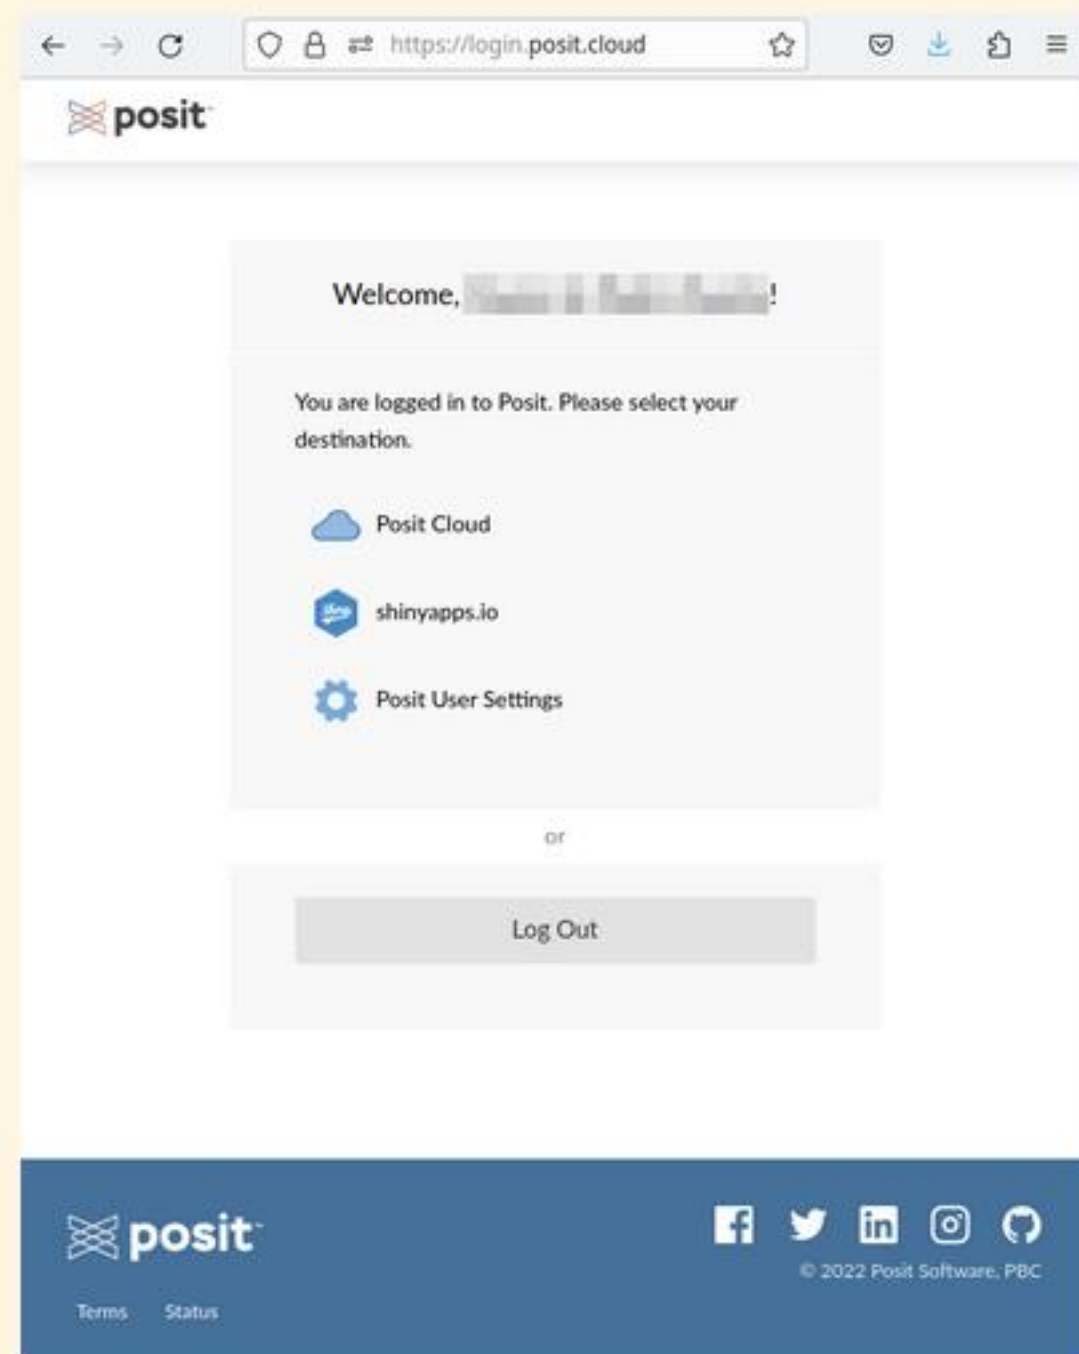 https://login.posit.cloud
posit
Welcome, !
You are logged in to Posit. Please select your
destination.
Posit Cloud
shinyapps.io
Posit User Settings
or
Log Out
posit
© 2022 Posit Software, PBC
Terms Status